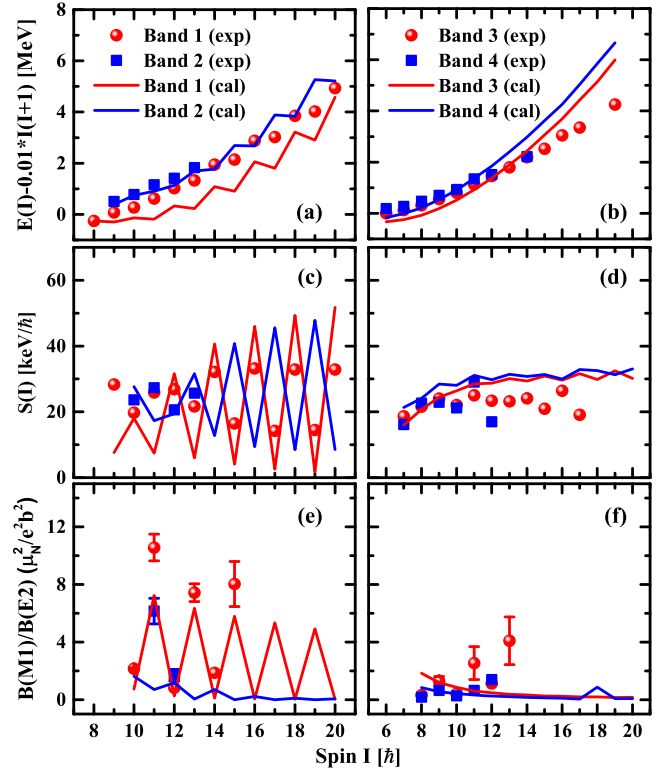 E(I)-0.01*I(I+1) [MeV]
8
6
4
2
0
Band 1 (exp)
Band 2 (exp)
Band 1 (cal)
Band 2 (cal)
(a)
Band 3 (exp)
Band 4 (exp)
Band 3 (cal)
Band 4 (cal)
(b)
S(I) [keV/ħ]
60
40
20
0
(c)
(d)
B(M1)/B(E2) (μ²_N/e²b²)
12
8
4
0
(e)
(f)
8 10 12 14 16 18 20
6 8 10 12 14 16 18 20
Spin I [ħ]